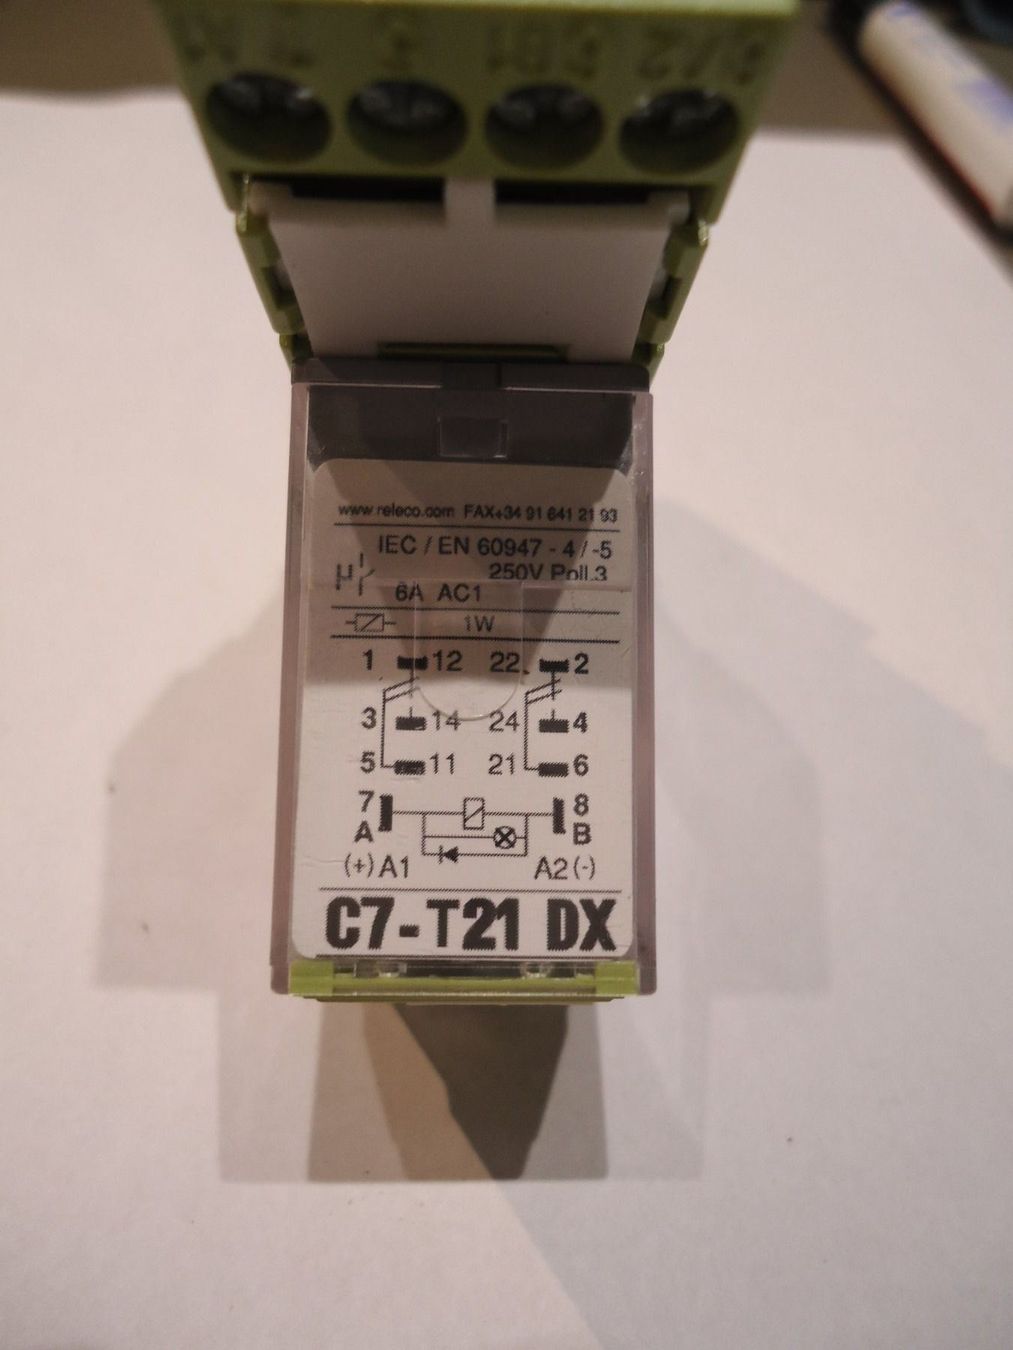 www.releco.com FAX+34 91 641 21 93
IEC / EN 60947 - 4 / -5
µ 250V Poll.3
6A AC1
1W
1 12 22 2
3 14 24 4
5 11 21 6
7 8
A B
(+) A1 A2 (-)
C7-T21 DX